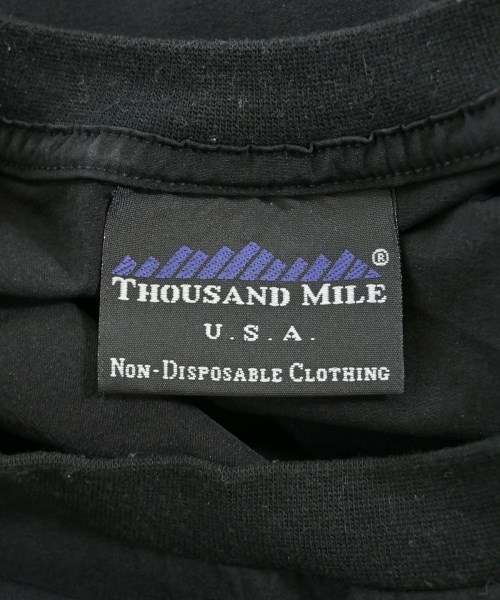 ®
THOUSAND MILE
U.S.A.
NON-DISPOSABLE CLOTHING